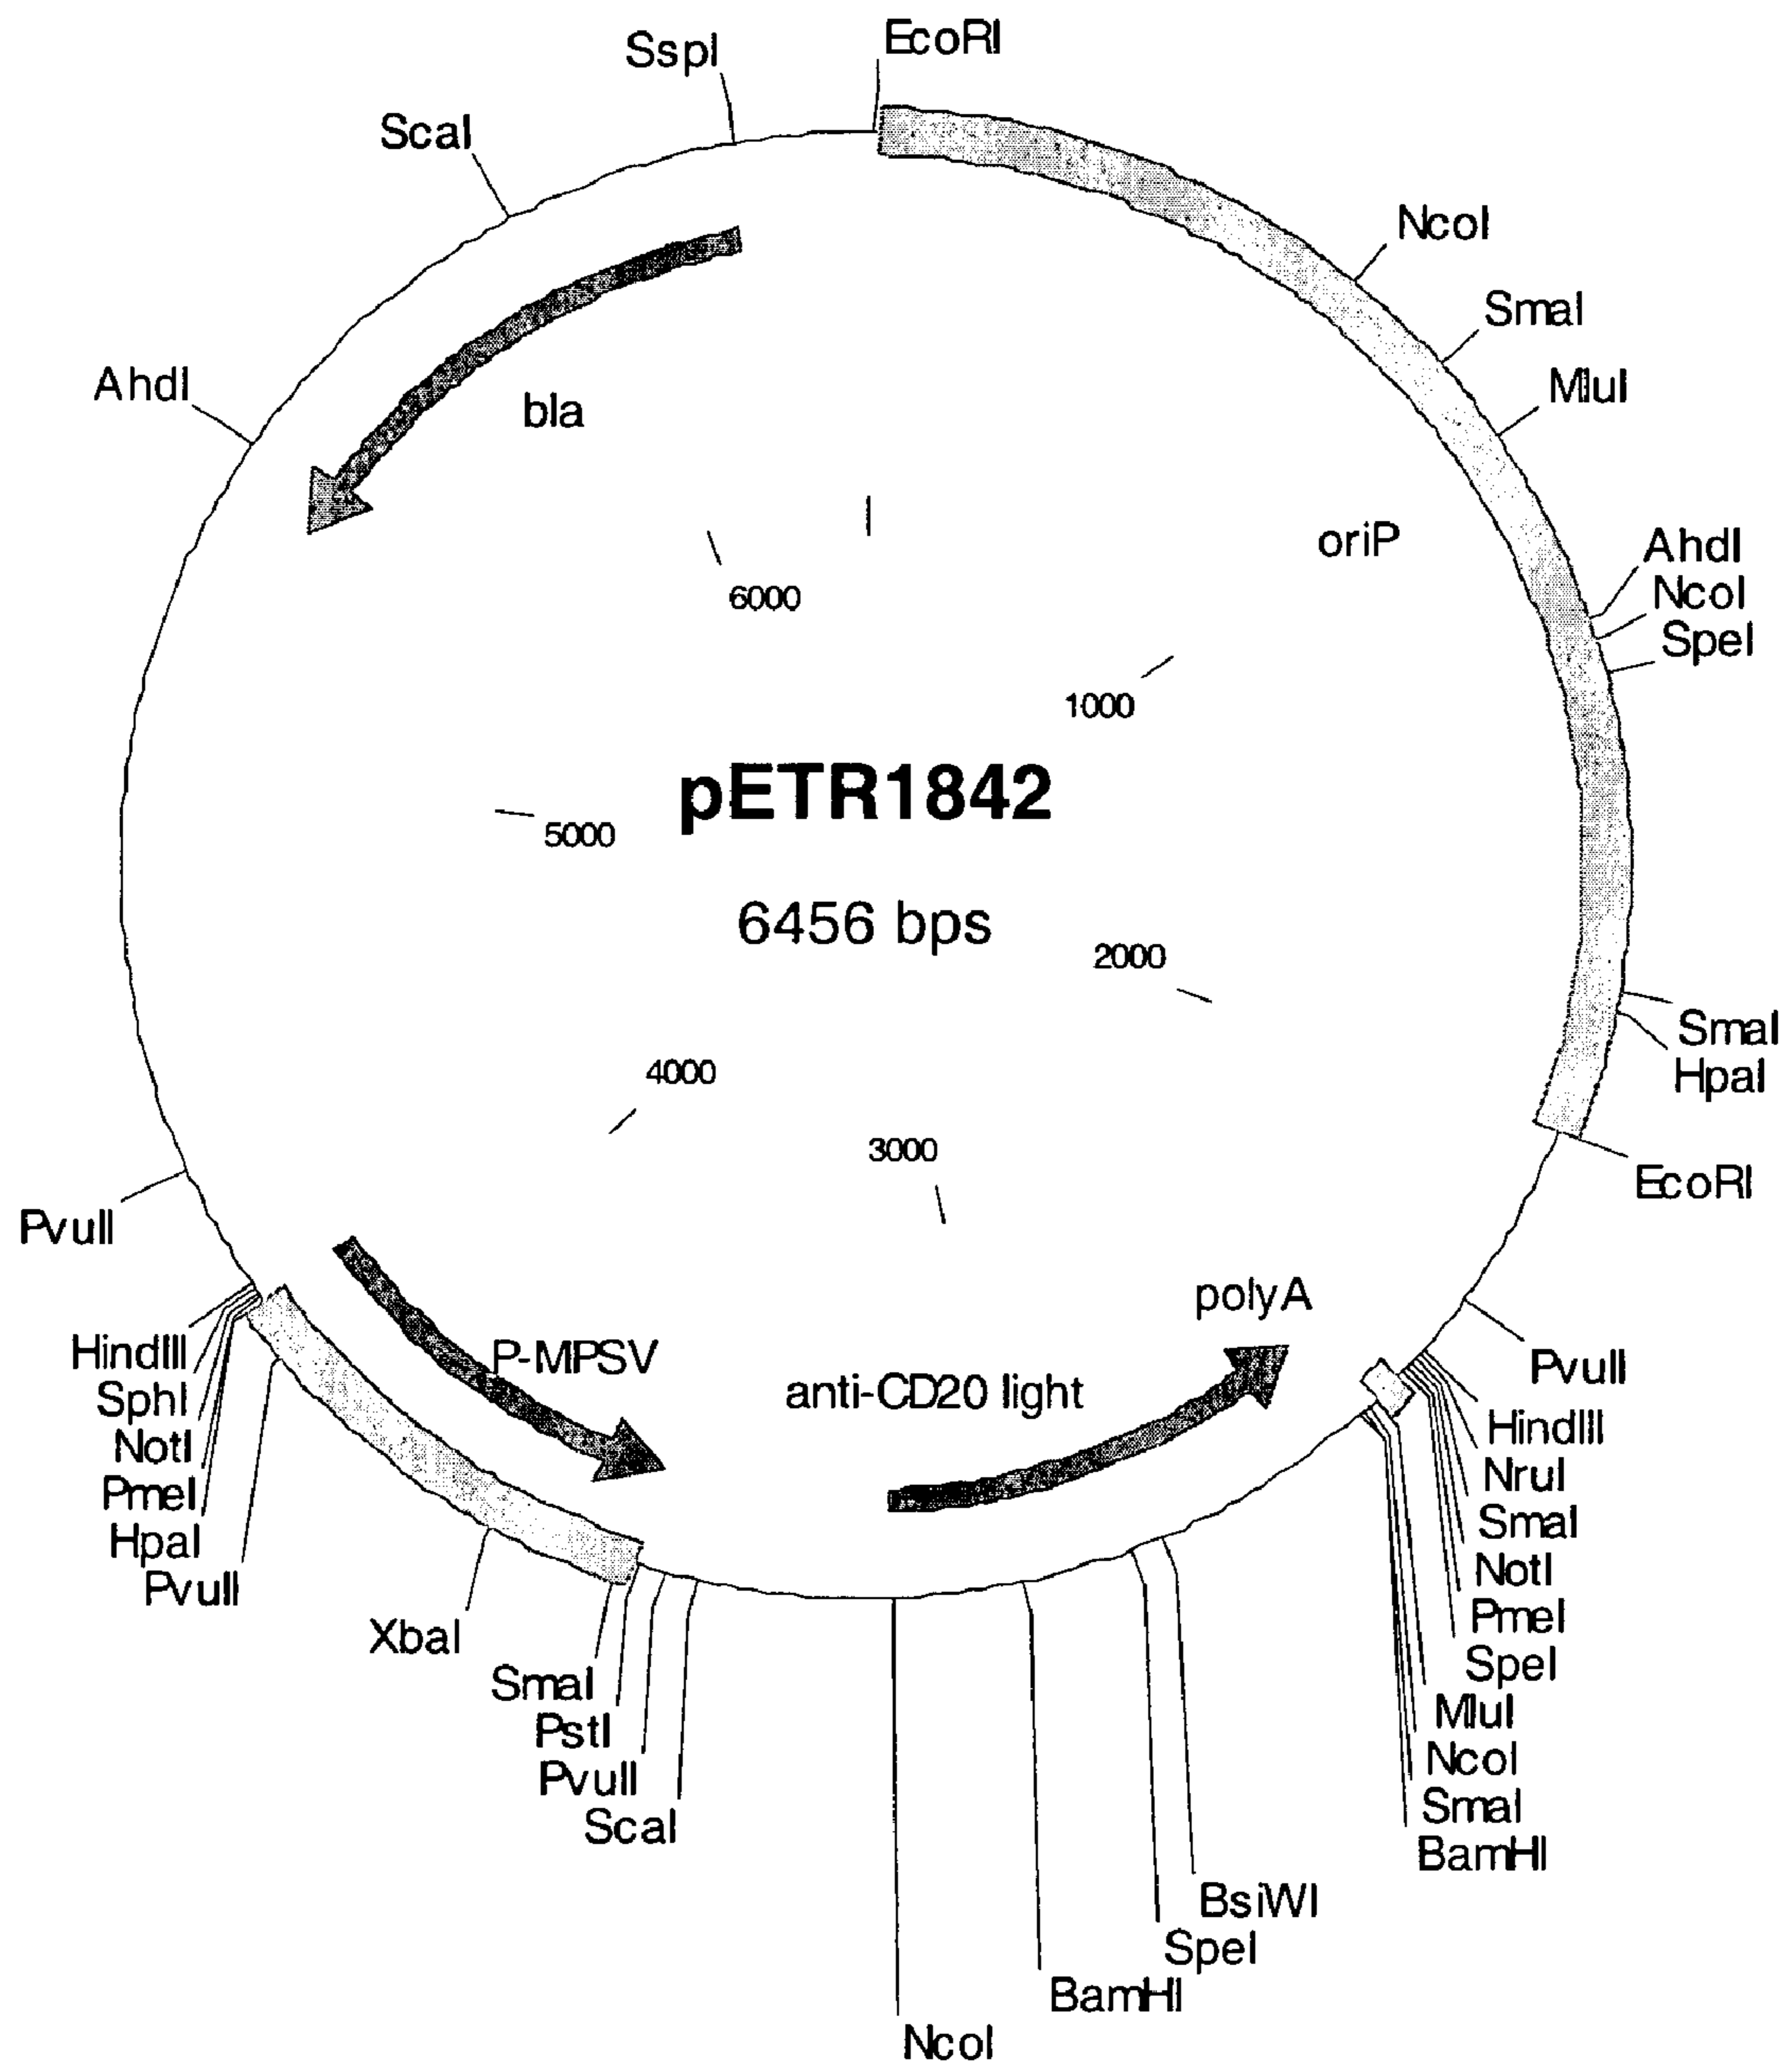 EcoRI
SspI
ScaI
NcoI
SmaI
MluI
AhdI
bla
oriP
AhdI
NcoI
SpeI
6000
1000
pETR1842
5000
6456 bps
2000
SmaI
HpaI
4000
3000
EcoRI
PvuII
polyA
P-MPSV
anti-CD20 light
PvuII
HindIII
SphI
NotI
PmeI
HpaI
PvuII
XbaI
SmaI
PstI
PvuII
ScaI
HindIII
NruI
SmaI
NotI
PmeI
SpeI
MluI
NcoI
SmaI
BamHI
BsiWI
SpeI
BamHI
NcoI